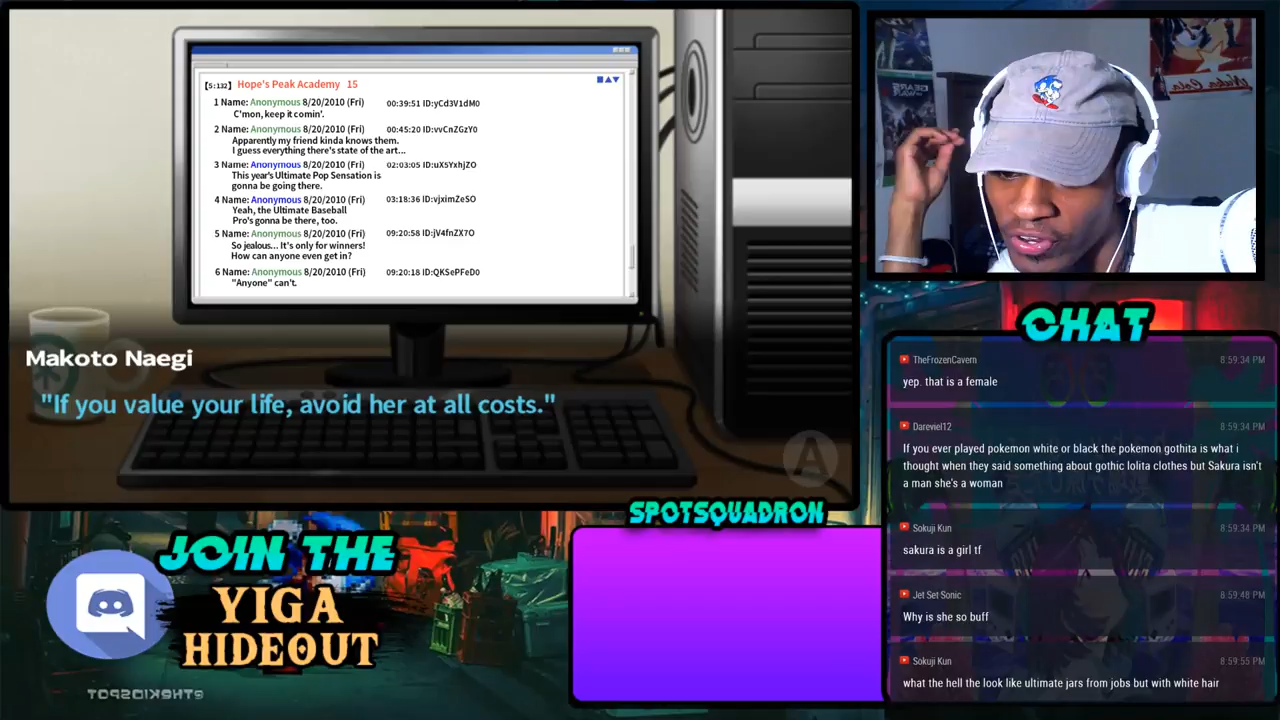 【5:132】 Hope's Peak Academy 15
1 Name: Anonymous 8/20/2010 (Fri) 00:39:51 ID:yCd3V1dM0
C'mon, keep it comin'.
2 Name: Anonymous 8/20/2010 (Fri) 00:45:20 ID:vvCnZGzY0
Apparently my friend kinda knows them.
I guess everything there's state of the art...
3 Name: Anonymous 8/20/2010 (Fri) 02:03:05 ID:uX5YxhjZO
This year's Ultimate Pop Sensation is
gonna be going there.
4 Name: Anonymous 8/20/2010 (Fri) 03:18:36 ID:vjximZeSO
Yeah, the Ultimate Baseball
Pro's gonna be there, too.
5 Name: Anonymous 8/20/2010 (Fri) 09:20:58 ID:jV4fnZX7O
So jealous... It's only for winners!
How can anyone even get in?
6 Name: Anonymous 8/20/2010 (Fri) 09:20:18 ID:QKSePFeD0
"Anyone" can't.
Makoto Naegi
"If you value your life, avoid her at all costs."
A
SPOTSQUADRON
JOIN THE
YIGA
HIDEOUT
@THEKIDSPOT
Nuka Cola
GEARS
OF WAR
CHAT
TheFrozenCavern 8:59:34 PM
yep. that is a female
Dareviel12 8:59:34 PM
If you ever played pokemon white or black the pokemon gothita is what i
thought when they said something about gothic lolita clothes but Sakura isn't
a man she's a woman
Sokuji Kun 8:59:34 PM
sakura is a girl tf
Jet Set Sonic 8:59:48 PM
Why is she so buff
Sokuji Kun 8:59:55 PM
what the hell the look like ultimate jars from jobs but with white hair